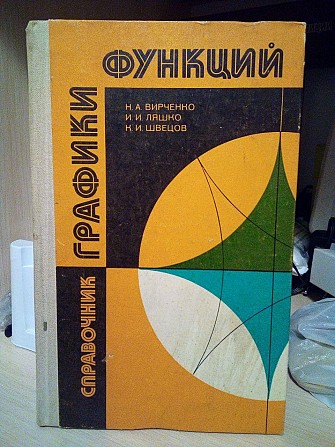 ФУНКЦИЙ
Н. А. ВИРЧЕНКО
И. И. ЛЯШКО
К. И. ШВЕЦОВ
ГРАФИКИ
СПРАВОЧНИК